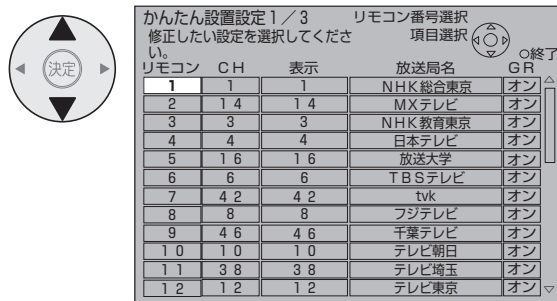 決定
かんたん設置設定1/3 リモコン番号選択
修正したい設定を選択してくださ 項目選択
い。 ○終了
リモコン CH 表示 放送局名 GR
1 1 1 NHK総合東京 オン
2 14 14 MXテレビ オン
3 3 3 NHK教育東京 オン
4 4 4 日本テレビ オン
5 16 16 放送大学 オン
6 6 6 TBSテレビ オン
7 42 42 tvk オン
8 8 8 フジテレビ オン
9 46 46 千葉テレビ オン
10 10 10 テレビ朝日 オン
11 38 38 テレビ埼玉 オン
12 12 12 テレビ東京 オン